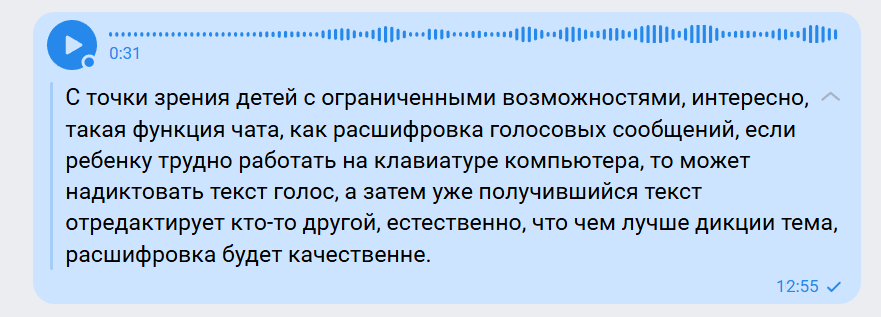 0:31
С точки зрения детей с ограниченными возможностями, интересно,
такая функция чата, как расшифровка голосовых сообщений, если
ребенку трудно работать на клавиатуре компьютера, то может
надиктовать текст голос, а затем уже получившийся текст
отредактирует кто-то другой, естественно, что чем лучше дикции тема,
расшифровка будет качественне.
12:55